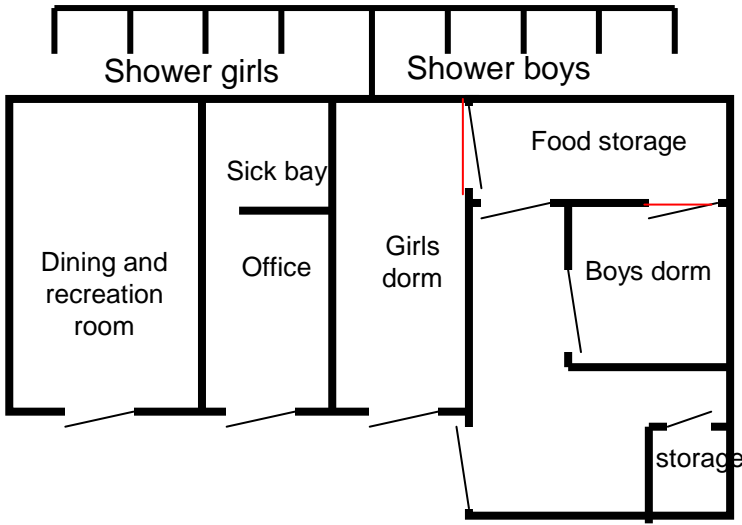 Shower girls
Shower boys
Food storage
Sick bay
Girls
dorm
Dining and
recreation
room
Office
Boys dorm
storage